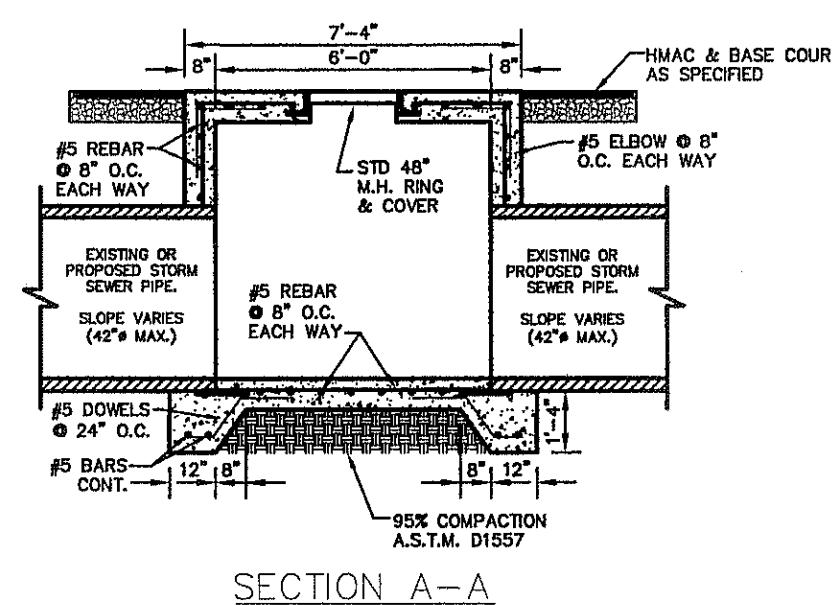 7'-4"
6'-0"
8"
8"
HMAC & BASE COUR
AS SPECIFIED
#5 REBAR
@ 8" O.C.
EACH WAY
STD 48"
M.H. RING
& COVER
#5 ELBOW @ 8"
O.C. EACH WAY
EXISTING OR
PROPOSED STORM
SEWER PIPE.
SLOPE VARIES
(42"ø MAX.)
#5 REBAR
@ 8" O.C.
EACH WAY
EXISTING OR
PROPOSED STORM
SEWER PIPE.
SLOPE VARIES
(42"ø MAX.)
#5 DOWELS
@ 24" O.C.
#5 BARS
CONT.
1'-4"
12"
8"
8"
12"
95% COMPACTION
A.S.T.M. D1557
SECTION A-A